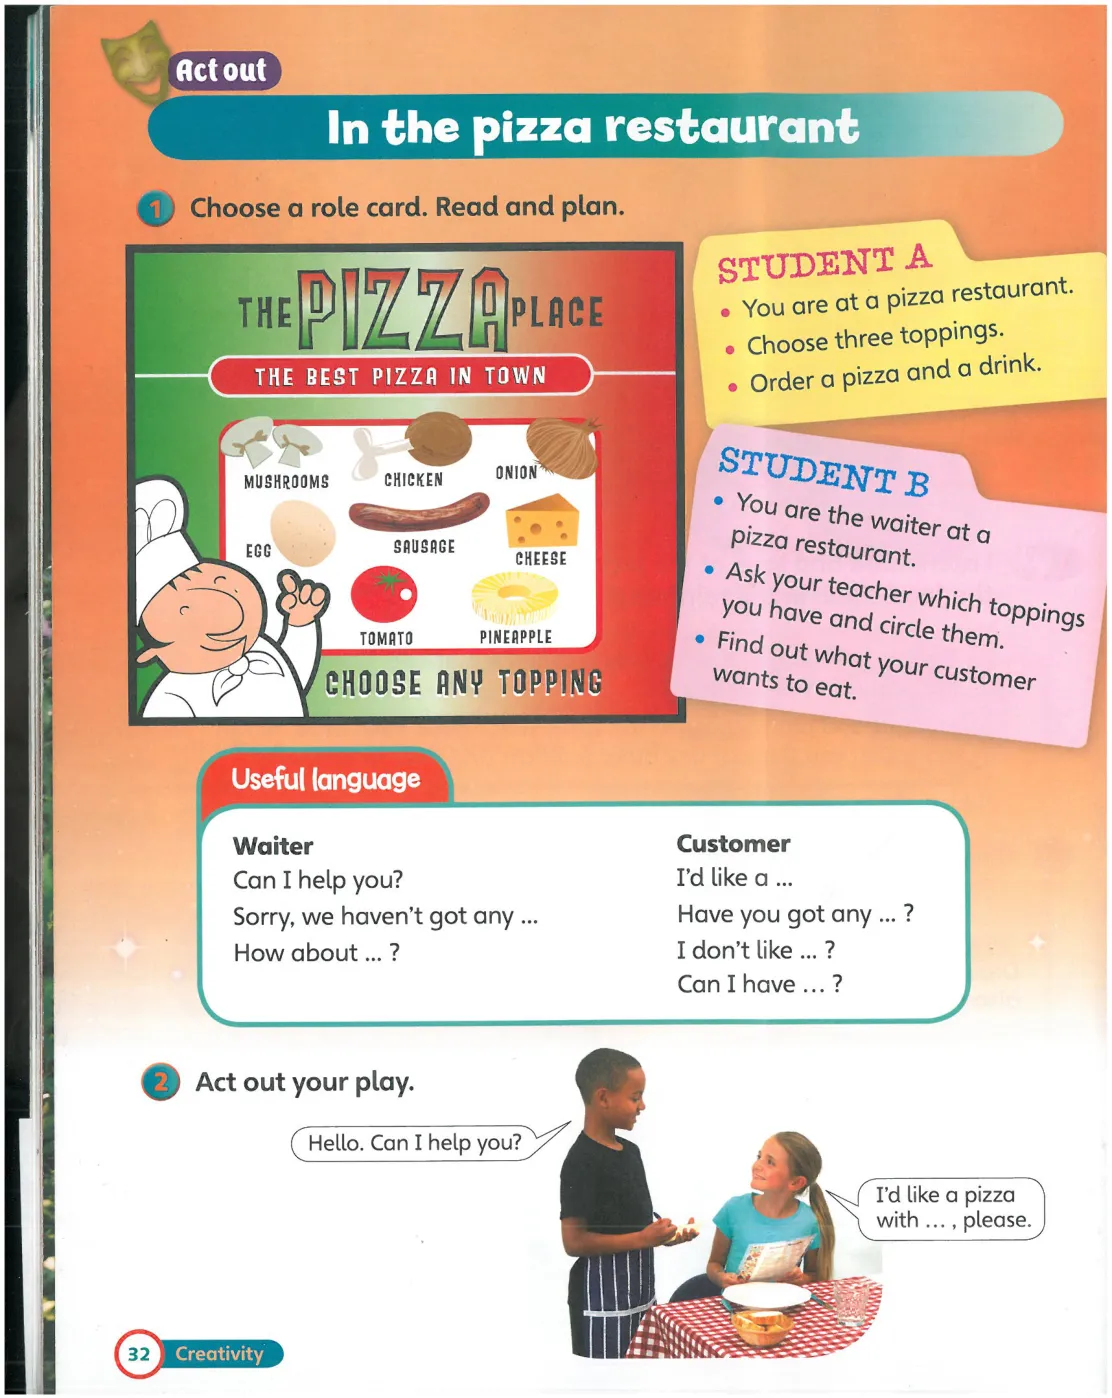 Act out
In the pizza restaurant
1 Choose a role card. Read and plan.
THE PIZZA PLACE
THE BEST PIZZA IN TOWN
MUSHROOMS
CHICKEN
ONION
EGG
SAUSAGE
CHEESE
TOMATO
PINEAPPLE
CHOOSE ANY TOPPING
STUDENT A
• You are at a pizza restaurant.
• Choose three toppings.
• Order a pizza and a drink.
STUDENT B
• You are the waiter at a
pizza restaurant.
• Ask your teacher which toppings
you have and circle them.
• Find out what your customer
wants to eat.
Useful language
Waiter
Can I help you?
Sorry, we haven't got any ...
How about ... ?
Customer
I'd like a ...
Have you got any ... ?
I don't like ... ?
Can I have ... ?
2 Act out your play.
Hello. Can I help you?
I'd like a pizza
with ... , please.
32 Creativity